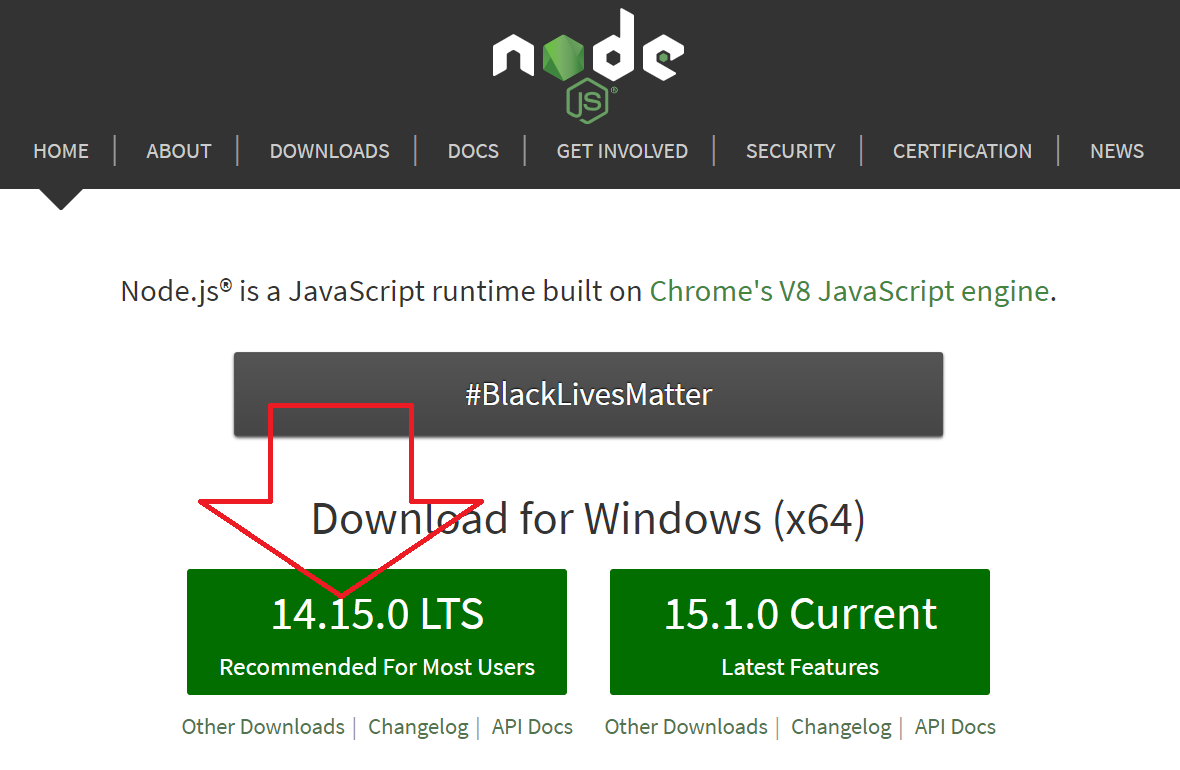 node
JS®
HOME | ABOUT | DOWNLOADS | DOCS | GET INVOLVED | SECURITY | CERTIFICATION | NEWS
Node.js® is a JavaScript runtime built on Chrome's V8 JavaScript engine.
#BlackLivesMatter
Download for Windows (x64)
14.15.0 LTS
Recommended For Most Users
Other Downloads | Changelog | API Docs
15.1.0 Current
Latest Features
Other Downloads | Changelog | API Docs